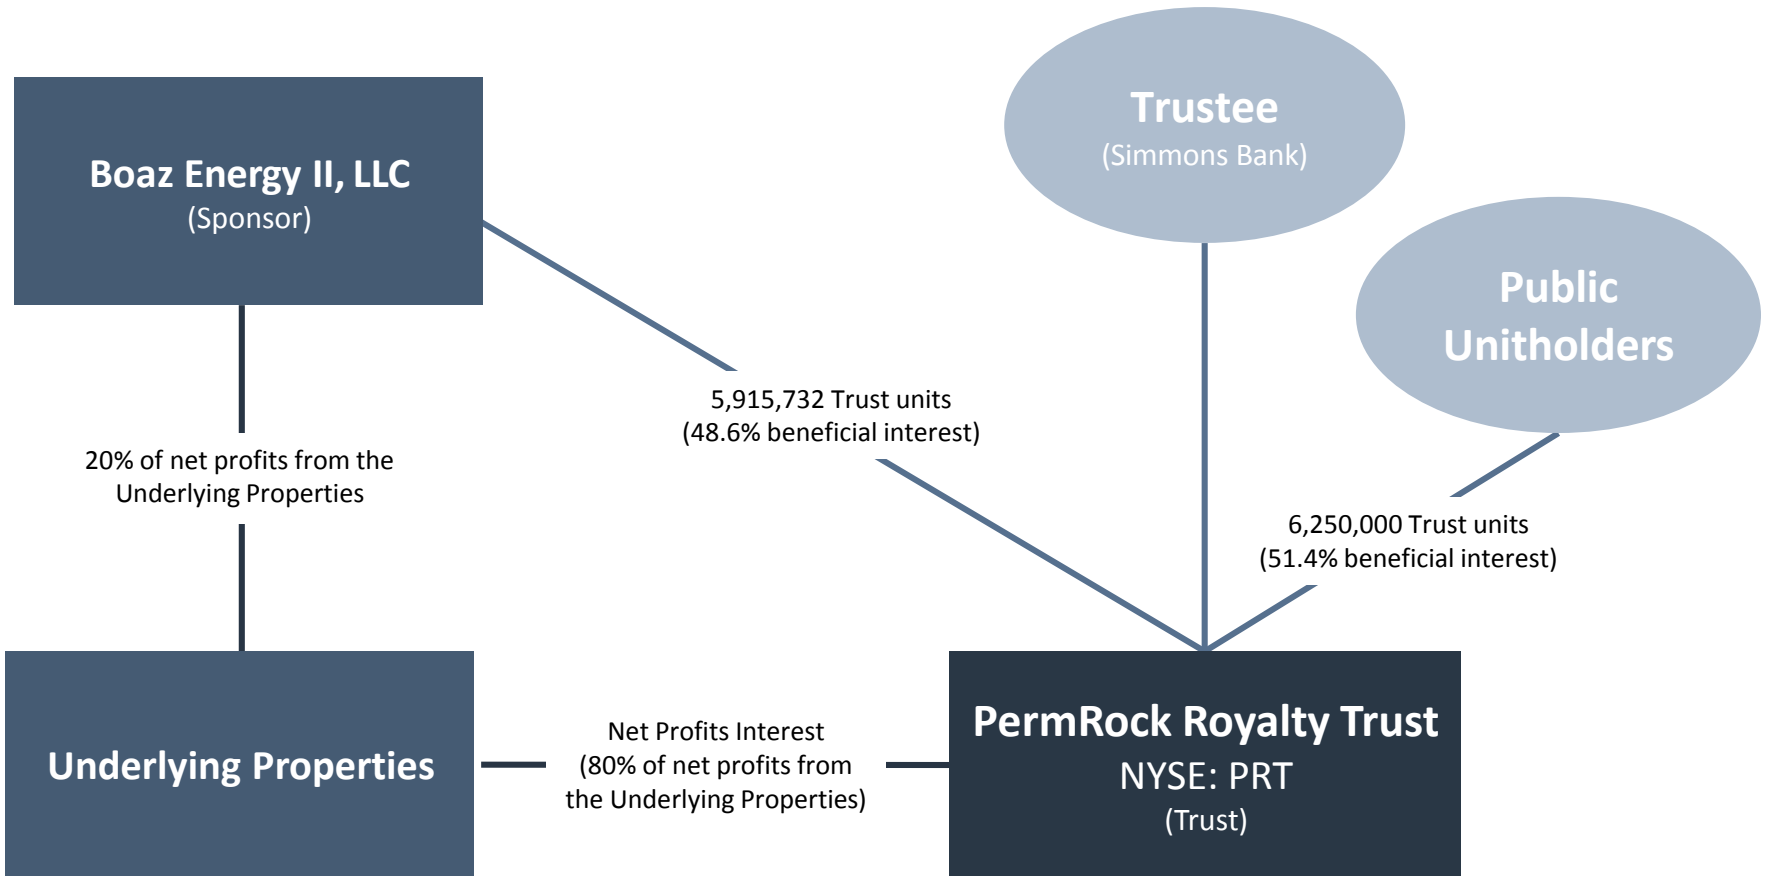 Trustee
(Simmons Bank)
Boaz Energy II, LLC
(Sponsor)
Public
Unitholders
5,915,732 Trust units
(48.6% beneficial interest)
20% of net profits from the
Underlying Properties
6,250,000 Trust units
(51.4% beneficial interest)
Underlying Properties
Net Profits Interest
(80% of net profits from
the Underlying Properties)
PermRock Royalty Trust
NYSE: PRT
(Trust)